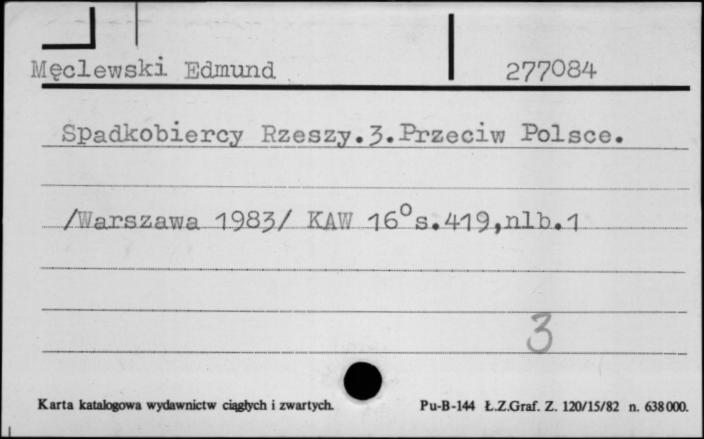 Męclewski Edmund 277084
Spadkobiercy Rzeszy.3.Przeciw Polsce.
/Warszawa 1983/ KAW 16°s.419,nlb.1
3
Karta katalogowa wydawnictw ciągłych i zwartych. Pu-B-144 Ł.Z.Graf. Z. 120/15/82 n. 638000.